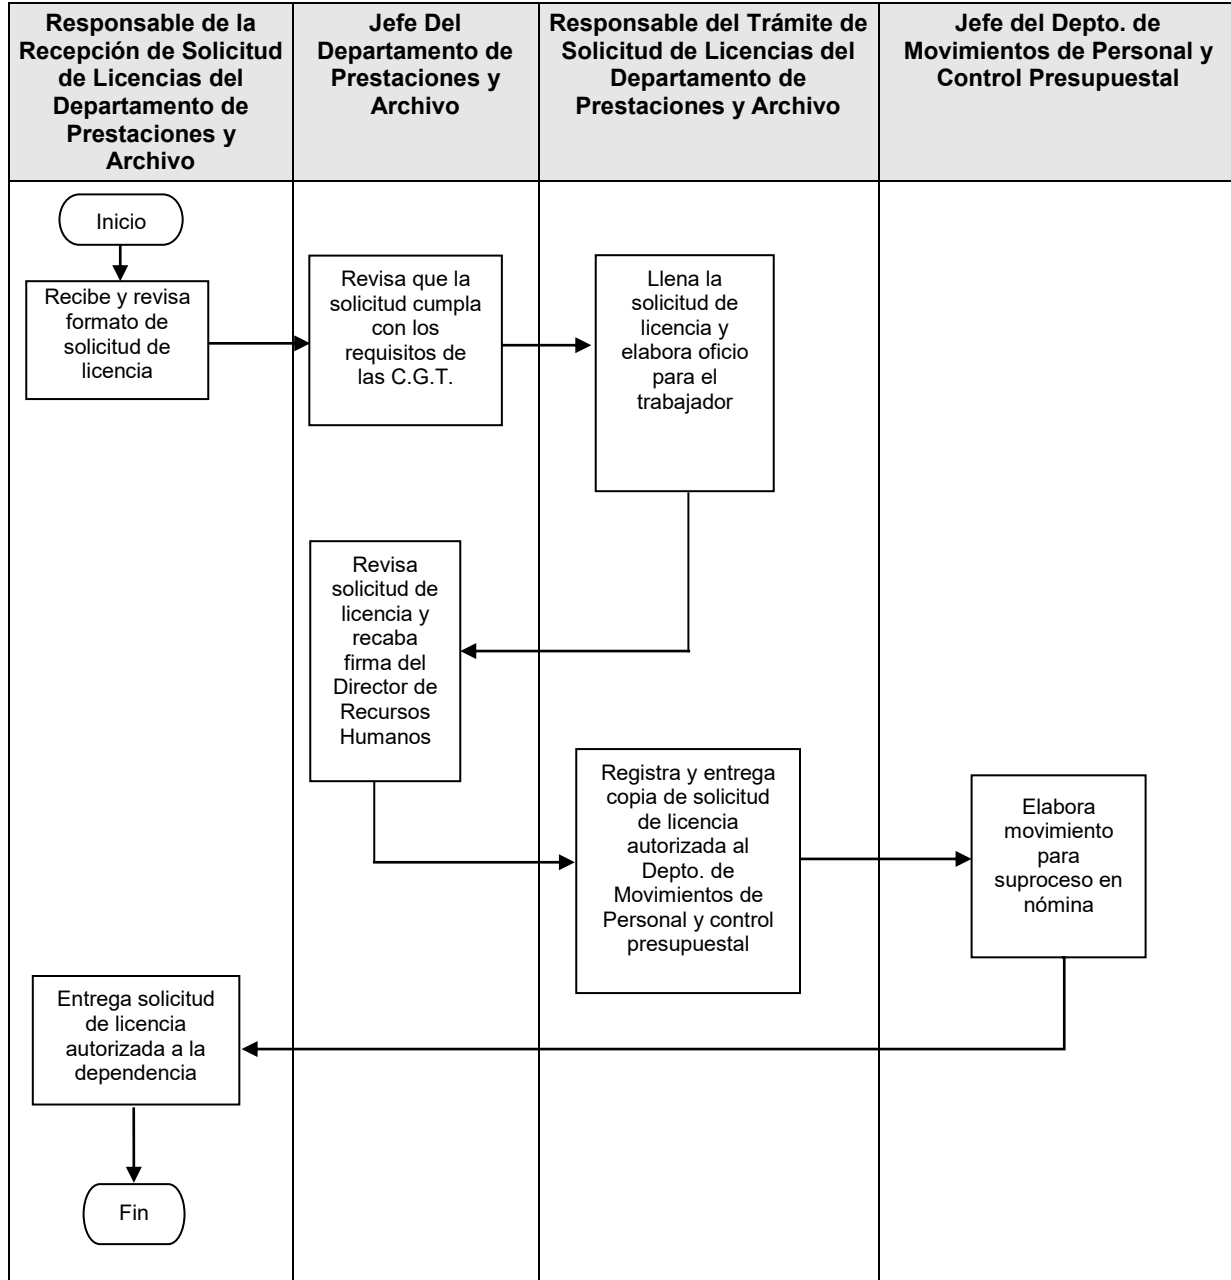 Responsable de la
Recepción de Solicitud
de Licencias del
Departamento de
Prestaciones y
Archivo
Jefe Del
Departamento de
Prestaciones y
Archivo
Responsable del Trámite de
Solicitud de Licencias del
Departamento de
Prestaciones y Archivo
Jefe del Depto. de
Movimientos de Personal y
Control Presupuestal
Inicio
Recibe y revisa
formato de
solicitud de
licencia
Revisa que la
solicitud cumpla
con los
requisitos de
las C.G.T.
Llena la
solicitud de
licencia y
elabora oficio
para el
trabajador
Revisa
solicitud de
licencia y
recaba
firma del
Director de
Recursos
Humanos
Registra y entrega
copia de solicitud
de licencia
autorizada al
Depto. de
Movimientos de
Personal y control
presupuestal
Elabora
movimiento
para
suproceso en
nómina
Entrega solicitud
de licencia
autorizada a la
dependencia
Fin